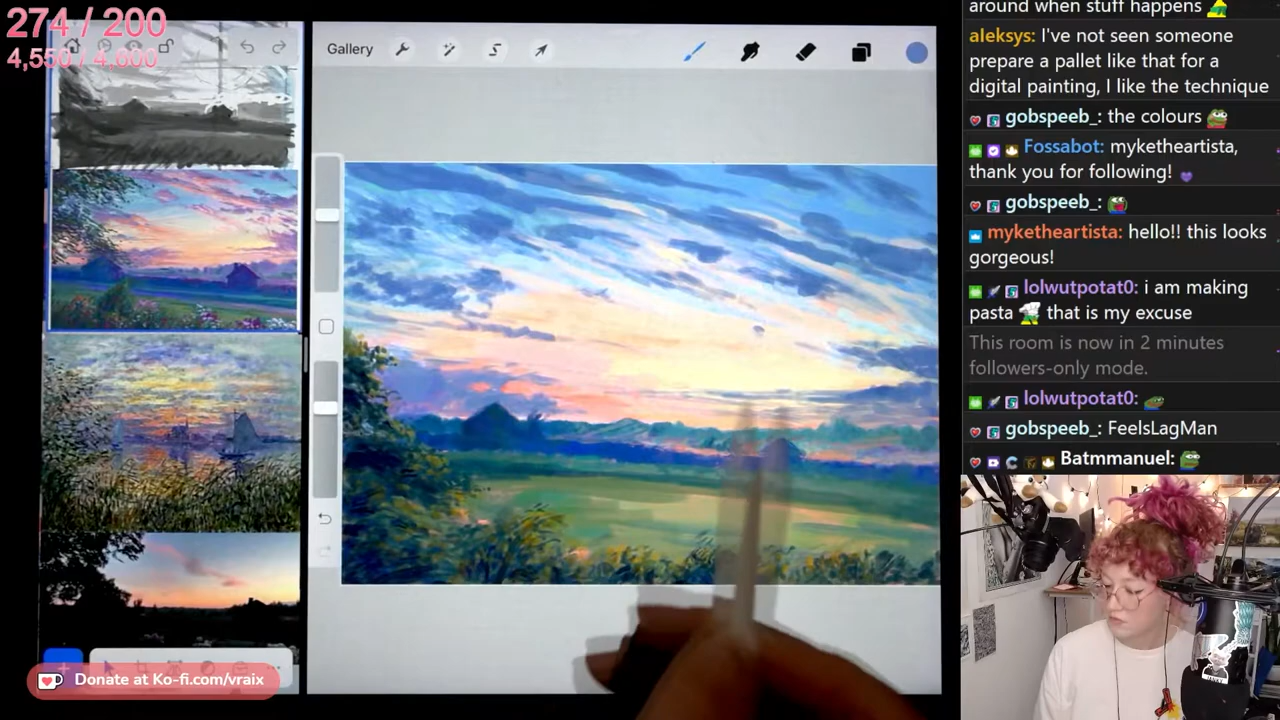 274 / 200
4,550 / 4,600
Gallery
Donate at Ko-fi.com/vraix
around when stuff happens
aleksys: I've not seen someone
prepare a pallet like that for a
digital painting, I like the technique
gobspeeb_: the colours
Fossabot: myketheartista,
thank you for following!
gobspeeb_:
myketheartista: hello!! this looks
gorgeous!
lolwutpotat0: i am making
pasta that is my excuse
This room is now in 2 minutes
followers-only mode.
lolwutpotat0:
gobspeeb_: FeelsLagMan
Batmmanuel: